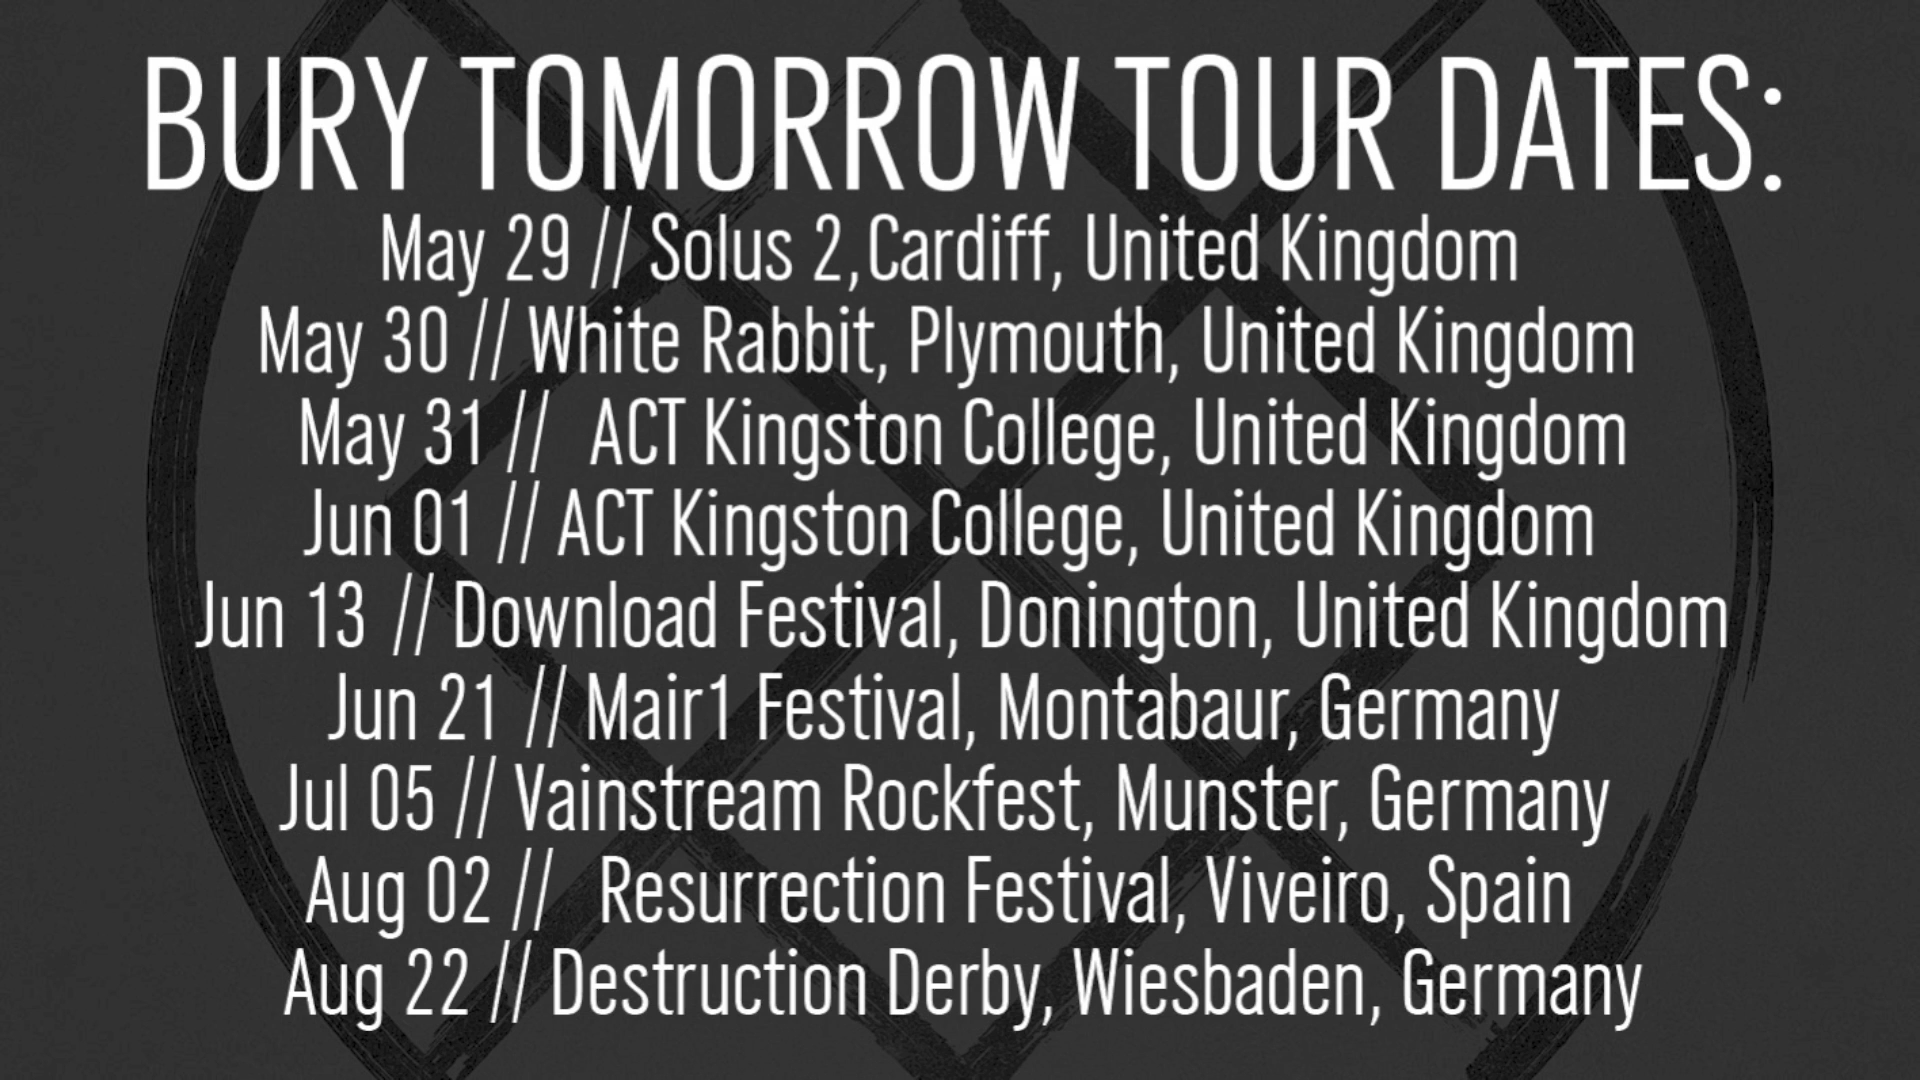 BURY TOMORROW TOUR DATES:
May 29 // Solus 2,Cardiff, United Kingdom
May 30 // White Rabbit, Plymouth, United Kingdom
May 31 // ACT Kingston College, United Kingdom
Jun 01 // ACT Kingston College, United Kingdom
Jun 13 // Download Festival, Donington, United Kingdom
Jun 21 // Mair1 Festival, Montabaur, Germany
Jul 05 // Vainstream Rockfest, Munster, Germany
Aug 02 // Resurrection Festival, Viveiro, Spain
Aug 22 // Destruction Derby, Wiesbaden, Germany